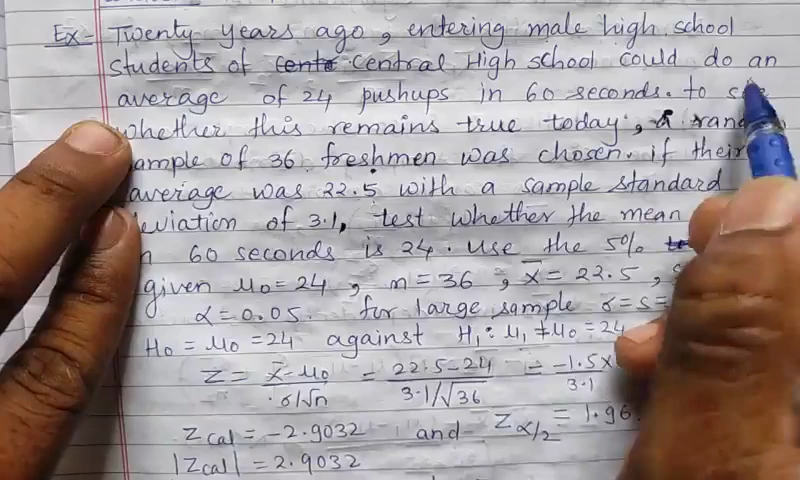 Ex- Twenty years ago, entering male high school
students of Central High school could do an
average of 24 pushups in 60 seconds. to
whether this remains true today, a
sample of 36 freshmen was chosen. if their
average was 22.5 with a sample standard
deviation of 3.1, test whether the mean
60 seconds is 24. use the 5%
given μ0 = 24, n = 36, x̄ = 22.5,
α = 0.05. for large sample σ = s =
H0 = μ0 = 24 against H1: μ1 ≠ μ0 = 24
Z = x̄ - μ0 / σ/√n = 22.5 - 24 / 3.1/√36 = -1.5 x / 3.1
Zcal = -2.9032 and Zα/2 = 1.96
|Zcal| = 2.9032